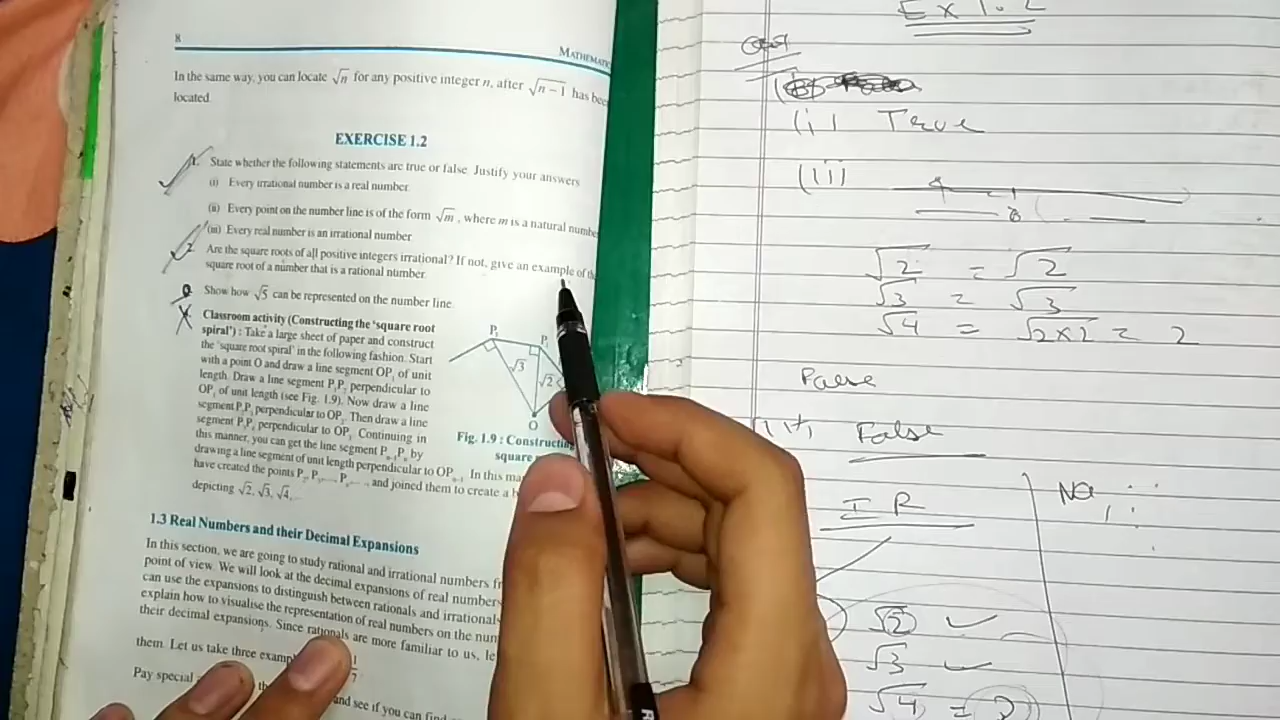 8
MATHEMATIC
In the same way, you can locate √n for any positive integer n, after √n – 1 has been
located.
EXERCISE 1.2
1. State whether the following statements are true or false. Justify your answers.
(i) Every irrational number is a real number.
(ii) Every point on the number line is of the form √m , where m is a natural numbe
(iii) Every real number is an irrational number.
2. Are the square roots of all positive integers irrational? If not, give an example of th
square root of a number that is a rational number.
Show how √5 can be represented on the number line.
Classroom activity (Constructing the 'square root
spiral') : Take a large sheet of paper and construct
the 'square root spiral' in the following fashion. Start
with a point O and draw a line segment OP₁ of unit
length. Draw a line segment P₁P₂ perpendicular to
OP₁ of unit length (see Fig. 1.9). Now draw a line
segment P₂P₃ perpendicular to OP₂. Then draw a line
segment P₃P₄ perpendicular to OP₃. Continuing in
this manner, you can get the line segment Pₙ₋₁Pₙ by
drawing a line segment of unit length perpendicular to OPₙ₋₁. In this ma
have created the points P₂, P₃,...., Pₙ,... ., and joined them to create a b
depicting √2, √3, √4, ...
P₃
P₂
√3
√2
O
Fig. 1.9 : Constructing
square
1.3 Real Numbers and their Decimal Expansions
In this section, we are going to study rational and irrational numbers fr
point of view. We will look at the decimal expansions of real numbers
can use the expansions to distinguish between rationals and irrationals
explain how to visualise the representation of real numbers on the num
their decimal expansions. Since rationals are more familiar to us, le
them. Let us take three examp
1
7
Pay special
and see if you can find
Ex 1.2
(i) True
(ii)
√2 = √2
√3 = √3
√4 = √2×2 = 2
False
False
I R
No
√2
√3
√4 = 2